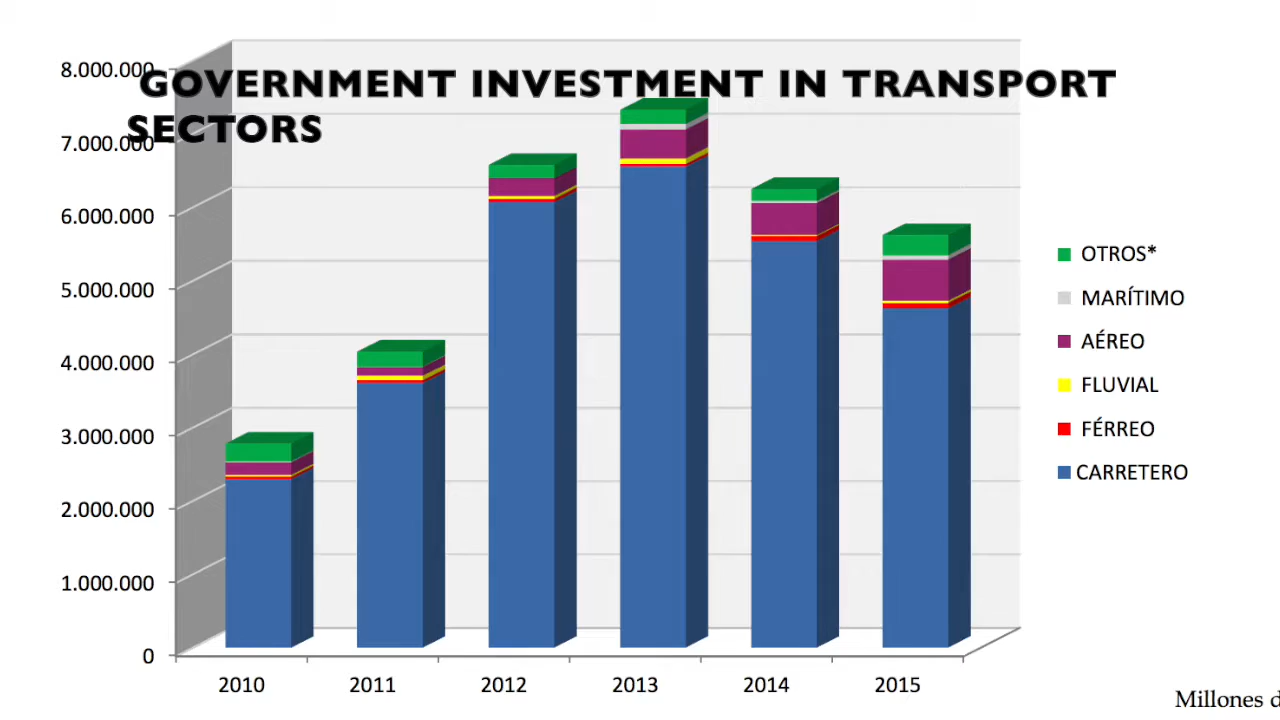 GOVERNMENT INVESTMENT IN TRANSPORT
SECTORS
8.000.000
7.000.000
6.000.000
5.000.000
4.000.000
3.000.000
2.000.000
1.000.000
0
2010 2011 2012 2013 2014 2015
OTROS*
MARÍTIMO
AÉREO
FLUVIAL
FÉRREO
CARRETERO
Millones d